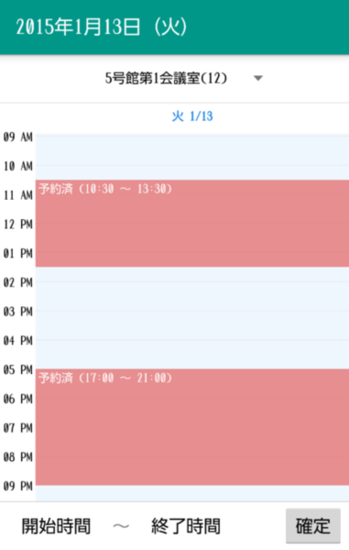 2015年1月13日（火）
5号館第1会議室(12)
火 1/13
09 AM
10 AM
予約済 (10:30 ～ 13:30)
11 AM
12 PM
01 PM
02 PM
03 PM
04 PM
05 PM
予約済 (17:00 ～ 21:00)
06 PM
07 PM
08 PM
09 PM
開始時間 ～ 終了時間 確定